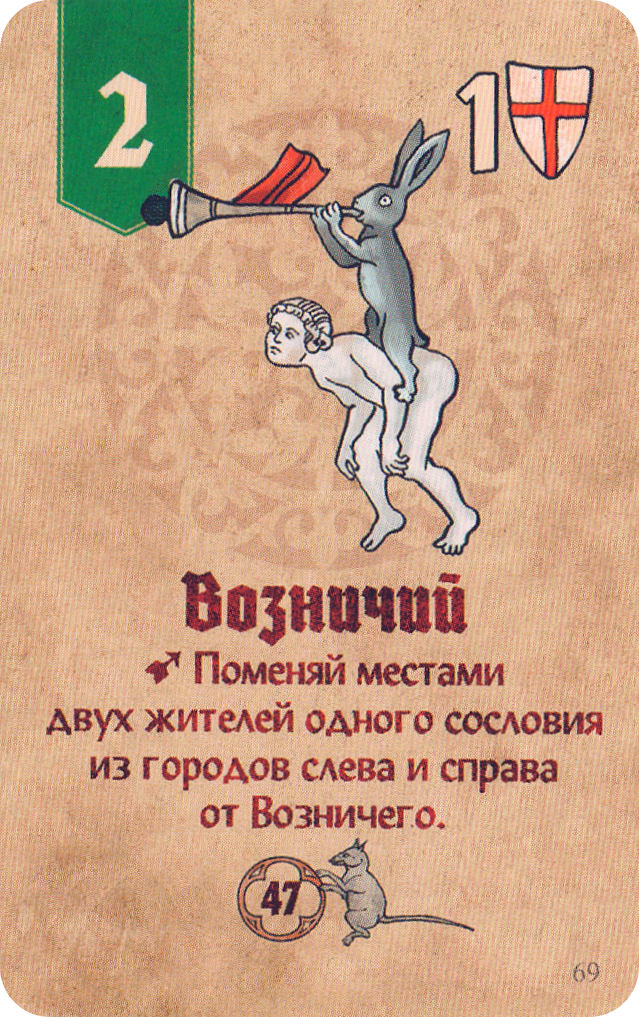 2
1
Возничий
Поменяй местами
двух жителей одного сословия
из городов слева и справа
от Возничего.
47
69